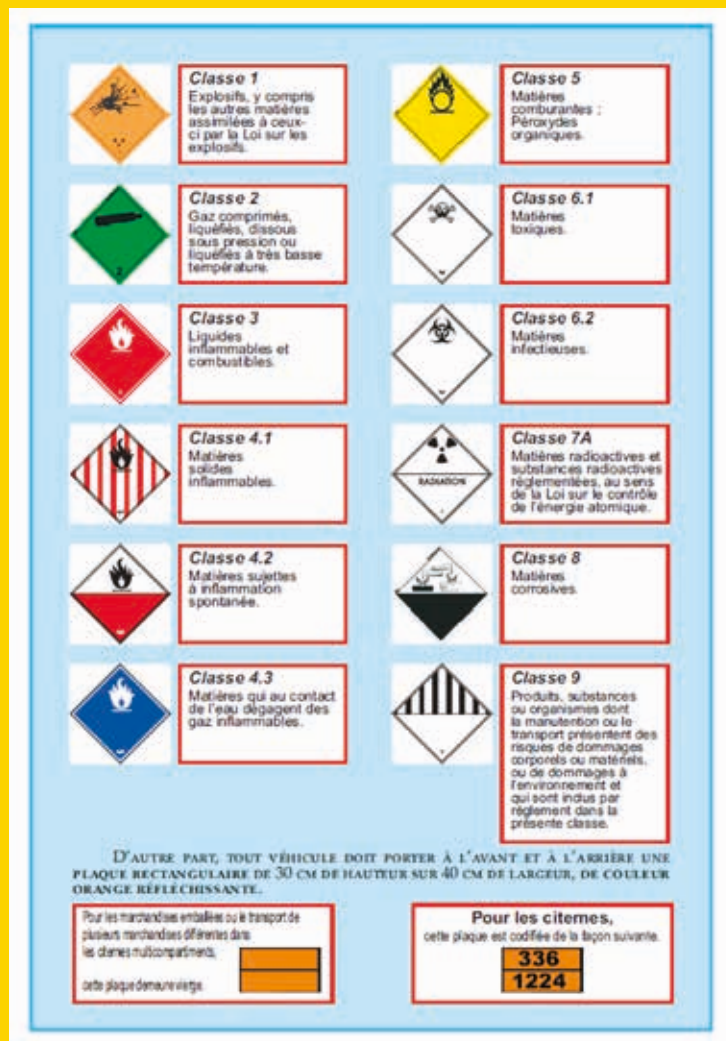 Classe 1
Explosifs, y compris
les autres matières
assimilées à ceux-
ci par la Loi sur les
explosifs.
Classe 2
Gaz comprimés,
liquéfiés, dissous
sous pression ou
liquéfiés à très basse
température.
2
Classe 3
Liquides
inflammables et
combustibles.
Classe 4.1
Matières
solides
inflammables.
Classe 4.2
Matières sujettes
à inflammation
spontanée.
Classe 4.3
Matières qui au contact
de l'eau dégagent des
gaz inflammables.
Classe 5
Matières
comburantes ;
Péroxydes
organiques.
Classe 6.1
Matières
toxiques.
Classe 6.2
Matières
infectieuses.
RADIATION
Classe 7A
Matières radioactives et
substances radioactives
réglementées, au sens
de la Loi sur le contrôle
de l'énergie atomique.
Classe 8
Matières
corrosives.
Classe 9
Produits, substances
ou organismes dont
la manutention ou le
transport présentent des
risques de dommages
corporels ou matériels,
ou de dommages à
l'environnement et
qui sont inclus par
règlement dans la
présente classe.
D'AUTRE PART, TOUT VÉHICULE DOIT PORTER À L'AVANT ET À L'ARRIÈRE UNE
PLAQUE RECTANGULAIRE DE 30 CM DE HAUTEUR SUR 40 CM DE LARGEUR, DE COULEUR
ORANGE RÉFLÉCHISSANTE.
Pour les marchandises emballées ou le transport de
plusieurs marchandises différentes dans
les citernes multicompartiments,
cette plaque demeure vierge.
Pour les citernes,
cette plaque est codifiée de la façon suivante.
336
1224